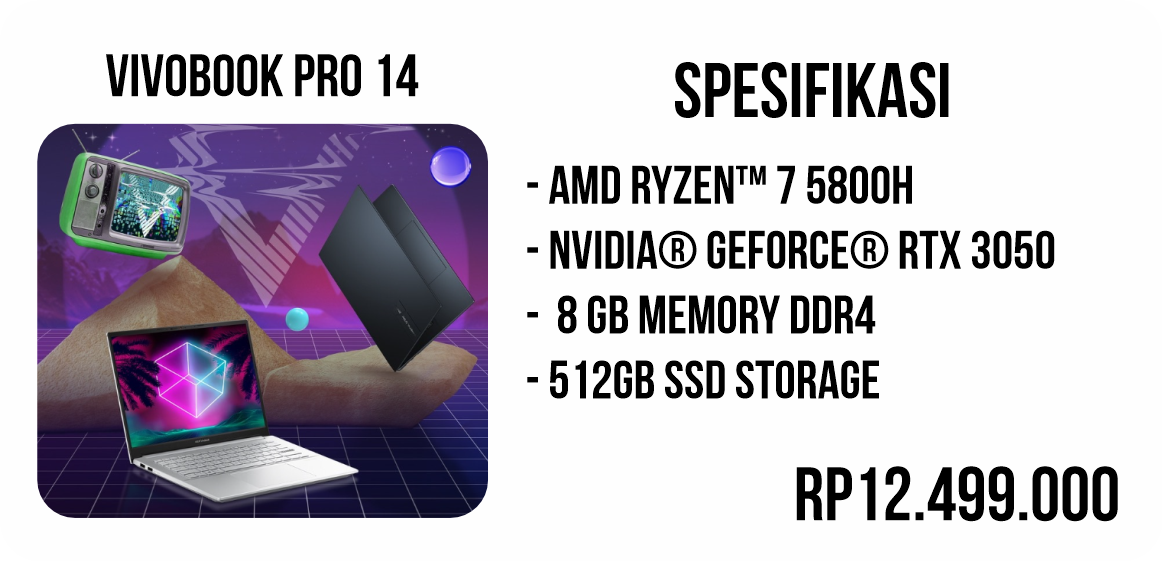 VIVOBOOK PRO 14
SPESIFIKASI
- AMD RYZEN™ 7 5800H
- NVIDIA® GEFORCE® RTX 3050
- 8 GB MEMORY DDR4
- 512GB SSD STORAGE
RP12.499.000